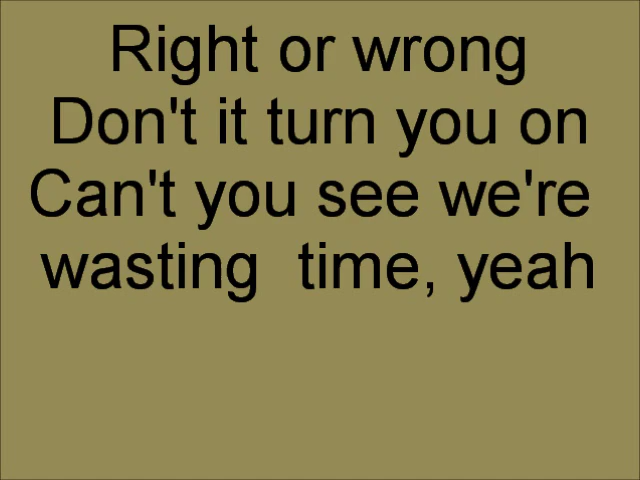 Right or wrong
Don't it turn you on
Can't you see we're
wasting  time, yeah